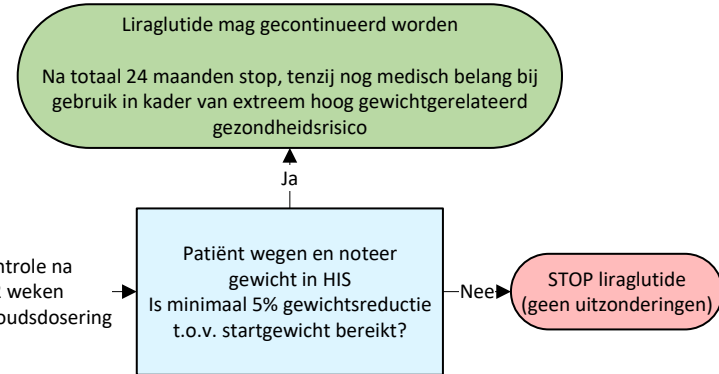 Liraglutide mag gecontinueerd worden
Na totaal 24 maanden stop, tenzij nog medisch belang bij
gebruik in kader van extreem hoog gewichtgerelateerd
gezondheidsrisico
Ja
Patiënt wegen en noteer
gewicht in HIS
Is minimaal 5% gewichtsreductie
t.o.v. startgewicht bereikt?
na
weken
Nee
STOP liraglutide
(geen uitzonderingen)